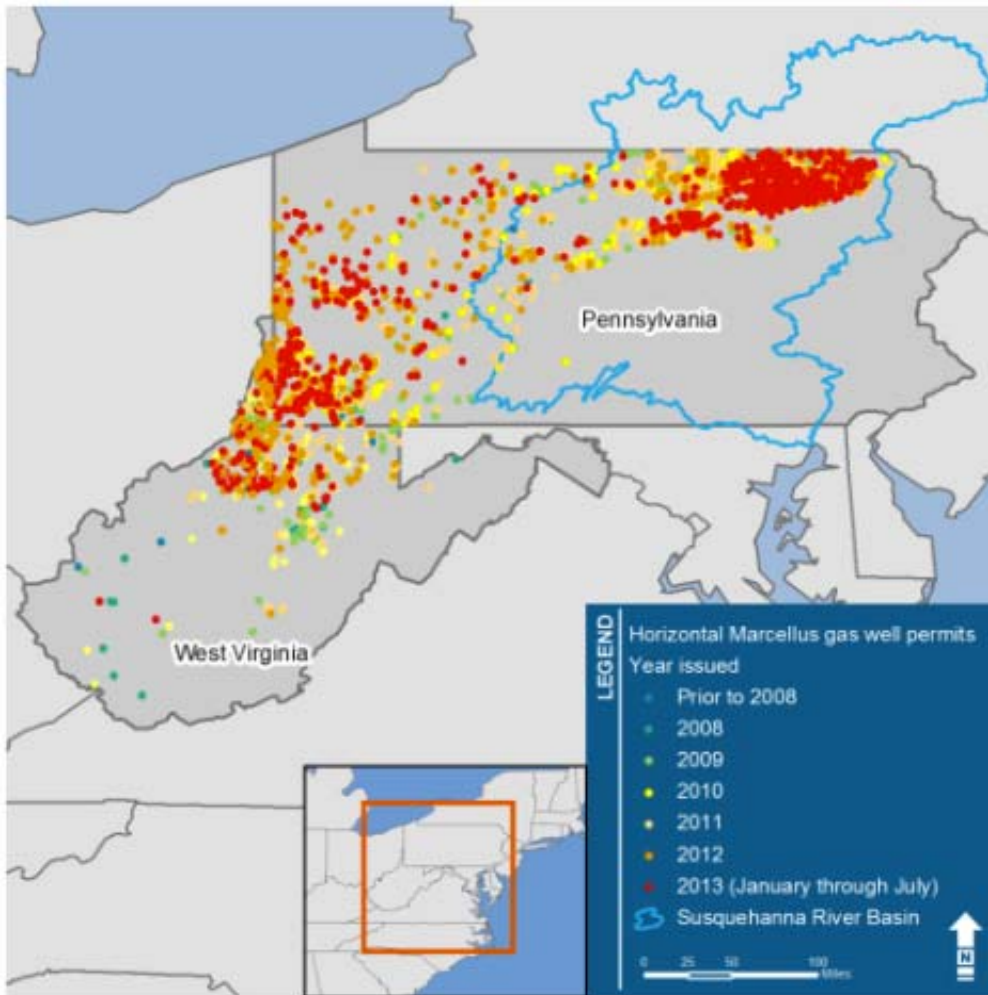 Pennsylvania
West Virginia
LEGEND
Horizontal Marcellus gas well permits
Year issued
Prior to 2008
2008
2009
2010
2011
2012
2013 (January through July)
Susquehanna River Basin
0 25 50 100
Miles
N